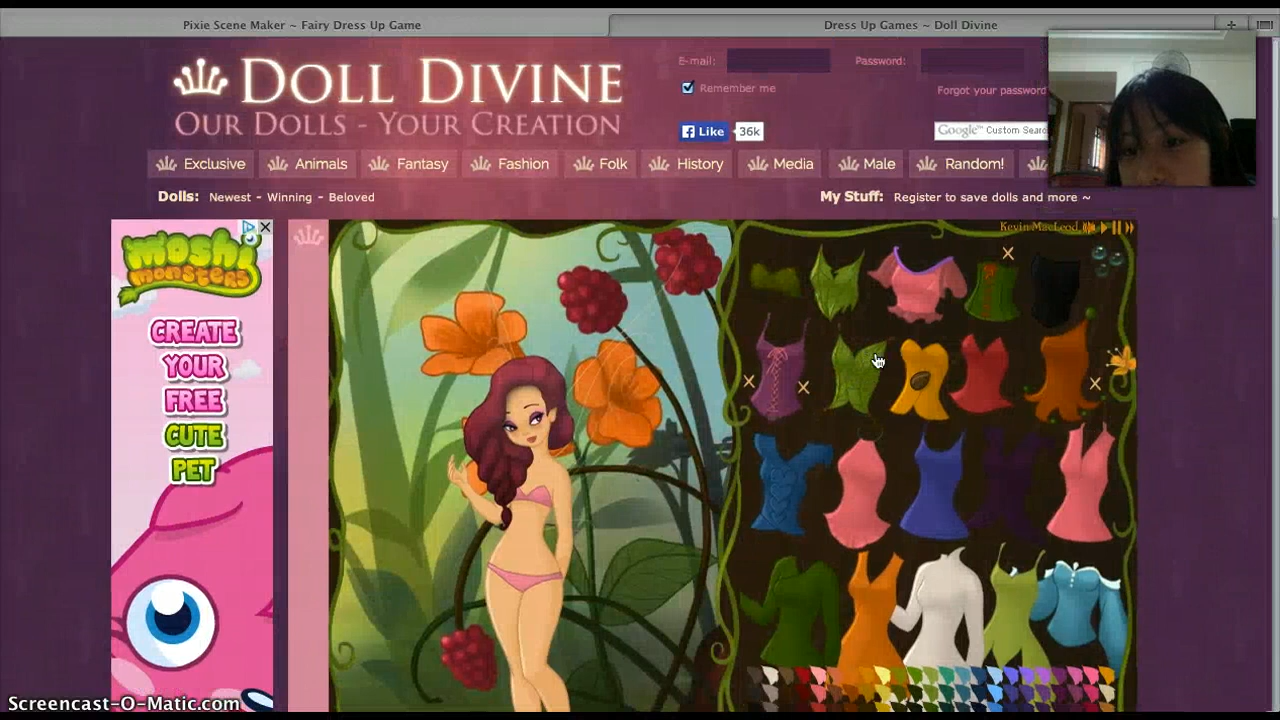 Pixie Scene Maker ~ Fairy Dress Up Game
Dress Up Games ~ Doll Divine
DOLL DIVINE
OUR DOLLS - YOUR CREATION
E-mail:
Password:
Remember me
Forgot your password
Like 36k
Google™ Custom Searc
Exclusive Animals Fantasy Fashion Folk History Media Male Random!
Dolls: Newest - Winning - Beloved
My Stuff: Register to save dolls and more ~
moshi
monsters
CREATE
YOUR
FREE
CUTE
PET
Kevin MacLeod
Screencast-O-Matic.com